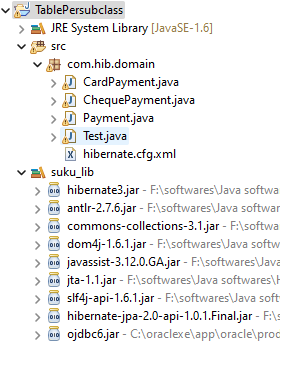 TablePersubclass
JRE System Library [JavaSE-1.6]
src
com.hib.domain
CardPayment.java
ChequePayment.java
Payment.java
Test.java
hibernate.cfg.xml
suku_lib
hibernate3.jar - F:\softwares\Java softwar
antlr-2.7.6.jar - F:\softwares\Java softwa
commons-collections-3.1.jar - F:\softwar
dom4j-1.6.1.jar - F:\softwares\Java softw
javassist-3.12.0.GA.jar - F:\softwares\Java
jta-1.1.jar - F:\softwares\Java softwares\h
slf4j-api-1.6.1.jar - F:\softwares\Java soft
hibernate-jpa-2.0-api-1.0.1.Final.jar - F:\s
ojdbc6.jar - C:\oraclexe\app\oracle\prod